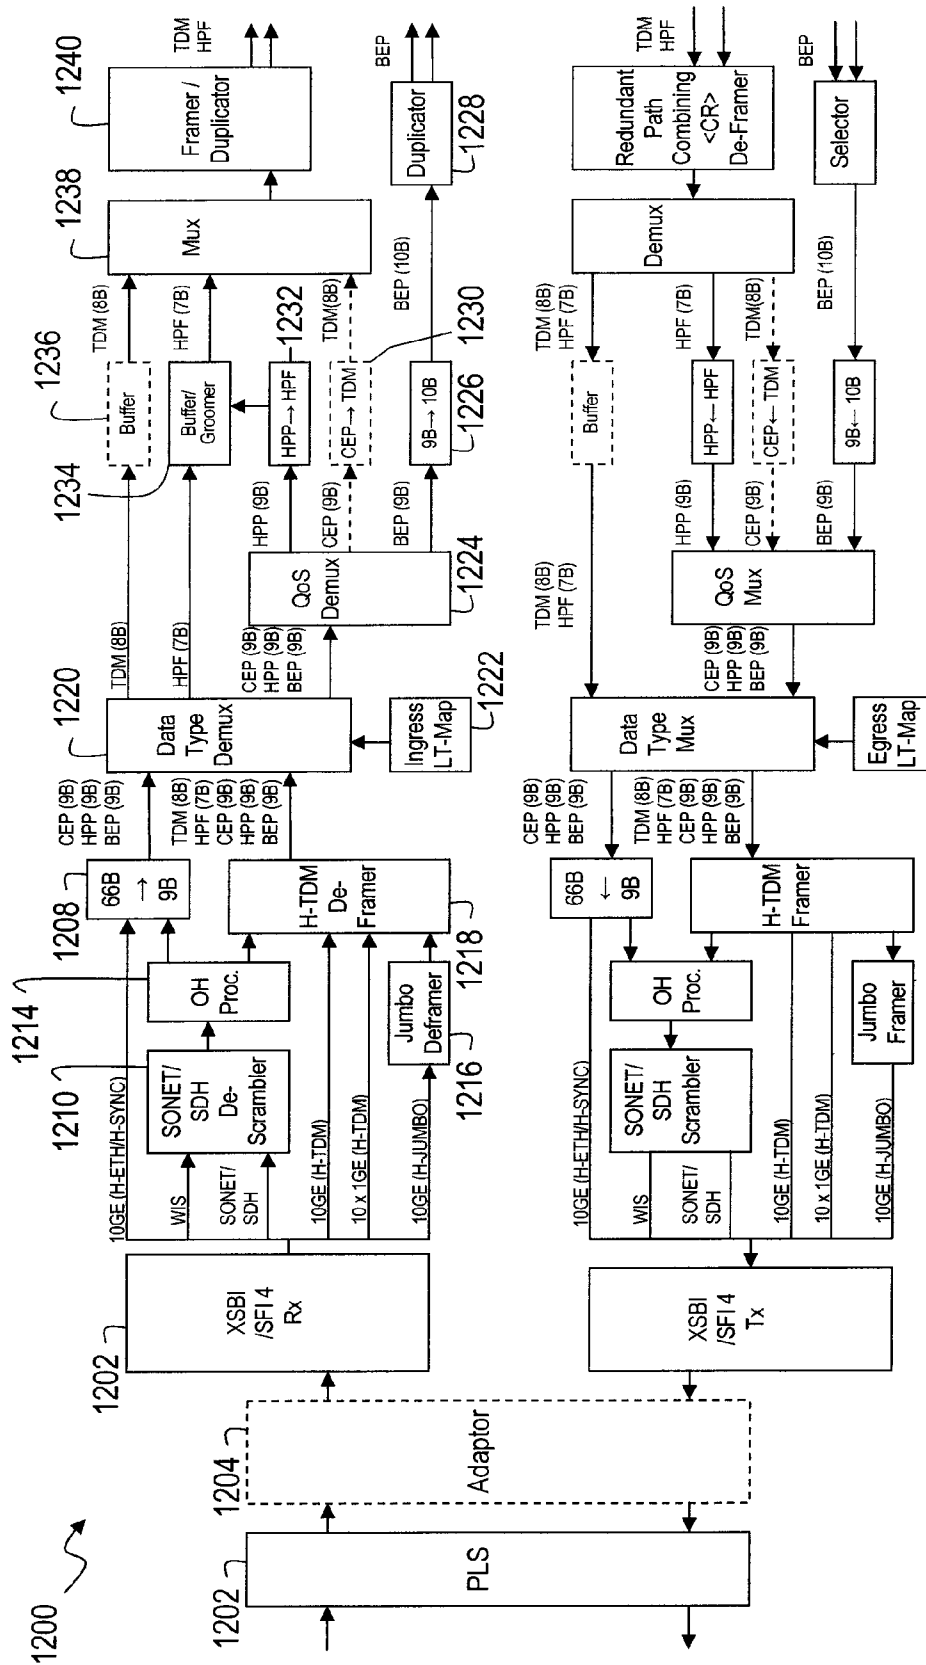 1200
1202
PLS
1204
Adaptor
1202
XSBI
/SFI 4
Rx
10GE (H-ETH/H-SYNC)
WIS
SONET/
SDH
10GE (H-TDM)
10 x 1GE (H-TDM)
10GE (H-JUMBO)
1210
SONET/
SDH
De-
Scrambler
1214
OH
Proc.
Jumbo
Deframer
1216
1208
66B
→
9B
H-TDM
De-
Framer
1218
CEP (9B)
HPP (9B)
BEP (9B)
TDM (8B)
HPF (7B)
CEP (9B)
HPP (9B)
BEP (9B)
1220
Data
Type
Demux
Ingress
LT-Map
1222
TDM (8B)
HPF (7B)
CEP (9B)
HPP (9B)
BEP (9B)
QoS
Demux
1224
HPP (9B)
CEP (9B)
BEP (9B)
1236
Buffer
1234
Buffer/
Groomer
HPP→ HPF
1232
CEP→ TDM
1230
9B→ 10B
1226
TDM (8B)
HPF (7B)
TDM(8B)
BEP (10B)
1238
Mux
1240
Framer /
Duplicator
TDM
HPF
Duplicator
1228
BEP
XSBI
/SFI 4
Tx
10GE (H-ETH/H-SYNC)
WIS
SONET/
SDH
10GE (H-TDM)
10 x 1GE (H-TDM)
10GE (H-JUMBO)
SONET/
SDH
Scrambler
OH
Proc.
Jumbo
Framer
66B
←
9B
H-TDM
Framer
CEP (9B)
HPP (9B)
BEP (9B)
TDM (8B)
HPF (7B)
CEP (9B)
HPP (9B)
BEP (9B)
Data
Type
Mux
Egress
LT-Map
TDM (8B)
HPF (7B)
CEP (9B)
HPP (9B)
BEP (9B)
QoS
Mux
HPP (9B)
CEP (9B)
BEP (9B)
Buffer
HPP← HPF
CEP← TDM
9B← 10B
TDM (8B)
HPF (7B)
HPF (7B)
TDM(8B)
BEP (10B)
Demux
Redundant
Path
Combining
<CR>
De-Framer
TDM
HPF
Selector
BEP